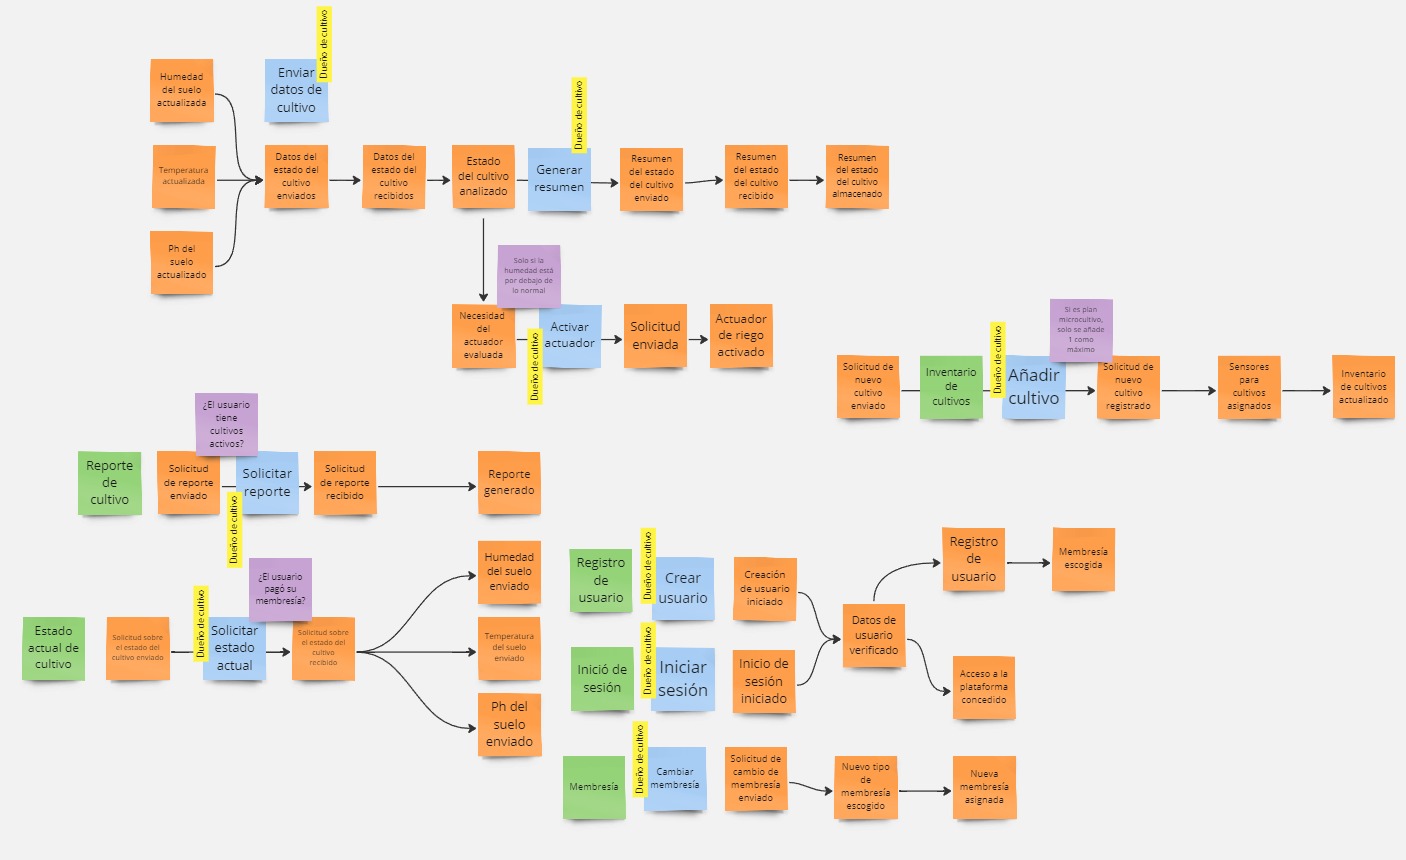 Dueño de cultivo
Humedad
del suelo
actualizada
Enviar
datos de
cultivo
Dueño de cultivo
Temperatura
actualizada
Datos del
estado del
cultivo
enviados
Datos del
estado del
cultivo
recibidos
Estado
del cultivo
analizado
Generar
resumen
Resumen
del estado
del cultivo
enviado
Resumen
del estado
del cultivo
recibido
Resumen
del estado
del cultivo
almacenado
Ph del
suelo
actualizado
Solo si la
humedad está
por debajo de
lo normal
Necesidad
del
actuador
evaluada
Dueño de cultivo
Activar
actuador
Solicitud
enviada
Actuador
de riego
activado
Si es plan
microcultivo,
solo se añade
1 como
máximo
Solicitud de
nuevo
cultivo
enviado
Inventario
de
cultivos
Dueño de cultivo
Añadir
cultivo
Solicitud de
nuevo
cultivo
registrado
Sensores
para
cultivos
asignados
Inventario
de cultivos
actualizado
¿El usuario
tiene
cultivos
activos?
Reporte
de
cultivo
Solicitud
de reporte
enviado
Dueño de cultivo
Solicitar
reporte
Solicitud
de reporte
recibido
Reporte
generado
¿El usuario
pagó su
membresía?
Estado
actual de
cultivo
Solicitud sobre
el estado del
cultivo enviado
Dueño de cultivo
Solicitar
estado
actual
Solicitud sobre
el estado del
cultivo
recibido
Humedad
del suelo
enviado
Temperatura
del suelo
enviado
Ph del
suelo
enviado
Registro
de
usuario
Dueño de cultivo
Crear
usuario
Creación
de usuario
iniciado
Inició de
sesión
Dueño de cultivo
Iniciar
sesión
Inicio de
sesión
iniciado
Datos de
usuario
verificado
Registro
de
usuario
Membresía
escogida
Acceso a la
plataforma
concedido
Membresía
Dueño de cultivo
Cambiar
membresía
Solicitud de
cambio de
membresía
enviado
Nuevo tipo
de
membresía
escogido
Nueva
membresía
asignada